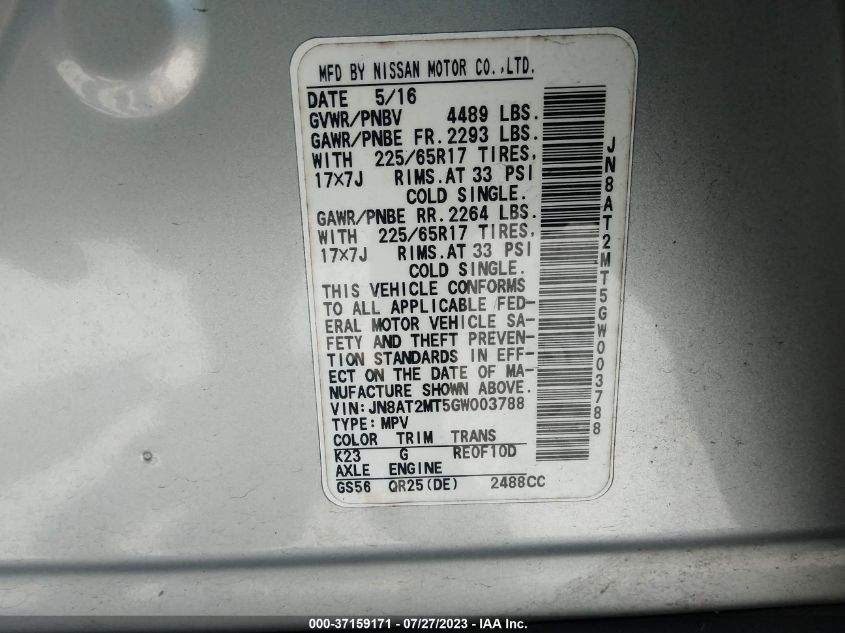 MFD BY NISSAN MOTOR CO.,LTD.
DATE 5/16
GVWR/PNBV 4489 LBS.
GAWR/PNBE FR. 2293 LBS.
WITH 225/65R17 TIRES,
17×7J RIMS. AT 33 PSI
COLD SINGLE.
GAWR/PNBE RR. 2264 LBS.
WITH 225/65R17 TIRES,
17×7J RIMS. AT 33 PSI
COLD SINGLE.
THIS VEHICLE CONFORMS
TO ALL APPLICABLE FED-
ERAL MOTOR VEHICLE SA-
FETY AND THEFT PREVEN-
TION STANDARDS IN EFF-
ECT ON THE DATE OF MA-
NUFACTURE SHOWN ABOVE.
VIN:JN8AT2MT5GW003788
TYPE:MPV
COLOR TRIM TRANS
K23 G RE0F10D
AXLE ENGINE
GS56 QR25(DE) 2488CC
JN8AT2MT5GW003788
000-37159171 - 07/27/2023 - IAA Inc.